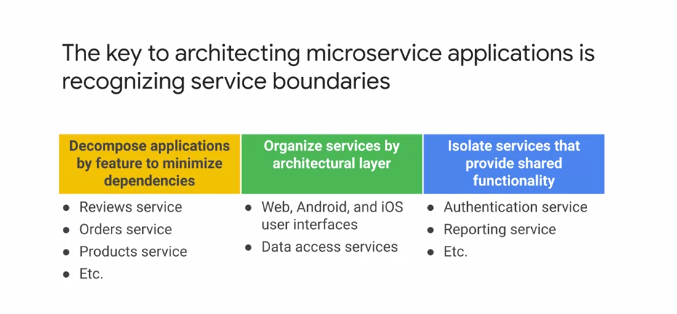 The key to architecting microservice applications is
recognizing service boundaries
Decompose applications
by feature to minimize
dependencies
● Reviews service
● Orders service
● Products service
● Etc.
Organize services by
architectural layer
● Web, Android, and iOS
user interfaces
● Data access services
Isolate services that
provide shared
functionality
● Authentication service
● Reporting service
● Etc.